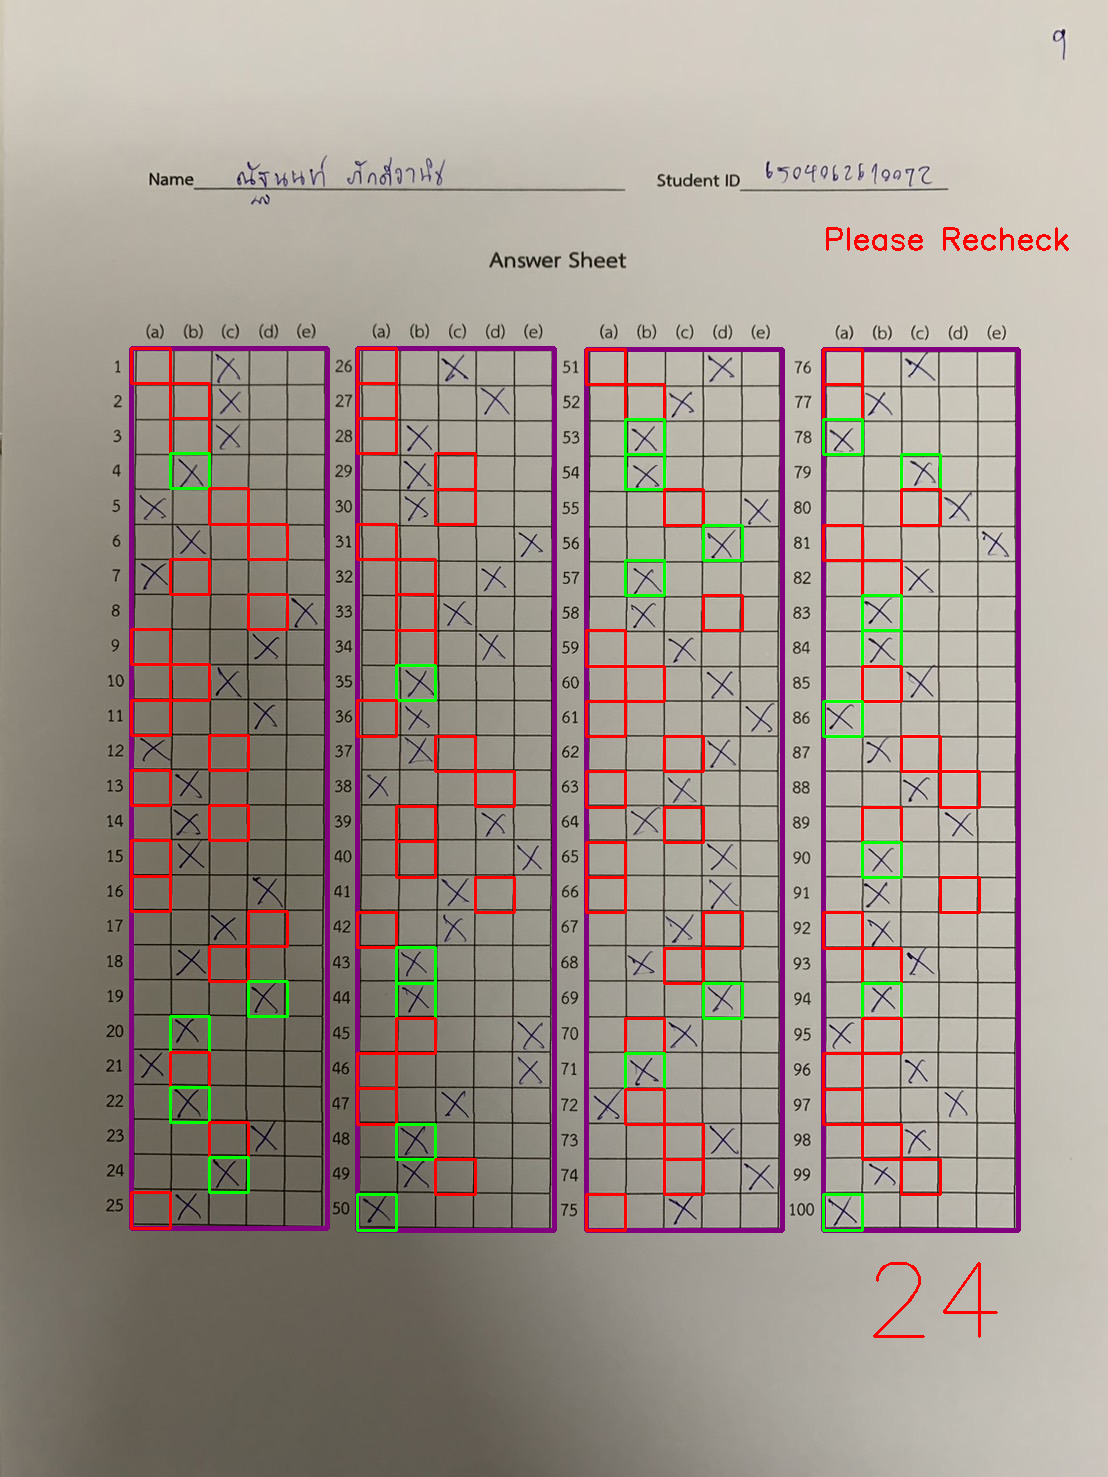 9
Name ณัฐนนท์ ภักดีวานิช Student ID 6504062610072
Please Recheck
Answer Sheet
(a) (b) (c) (d) (e) (a) (b) (c) (d) (e) (a) (b) (c) (d) (e) (a) (b) (c) (d) (e)
1 26 51 76
2 27 52 77
3 28 53 78
4 29 54 79
5 30 55 80
6 31 56 81
7 32 57 82
8 33 58 83
9 34 59 84
10 35 60 85
11 36 61 86
12 37 62 87
13 38 63 88
14 39 64 89
15 40 65 90
16 41 66 91
17 42 67 92
18 43 68 93
19 44 69 94
20 45 70 95
21 46 71 96
22 47 72 97
23 48 73 98
24 49 74 99
25 50 75 100
24